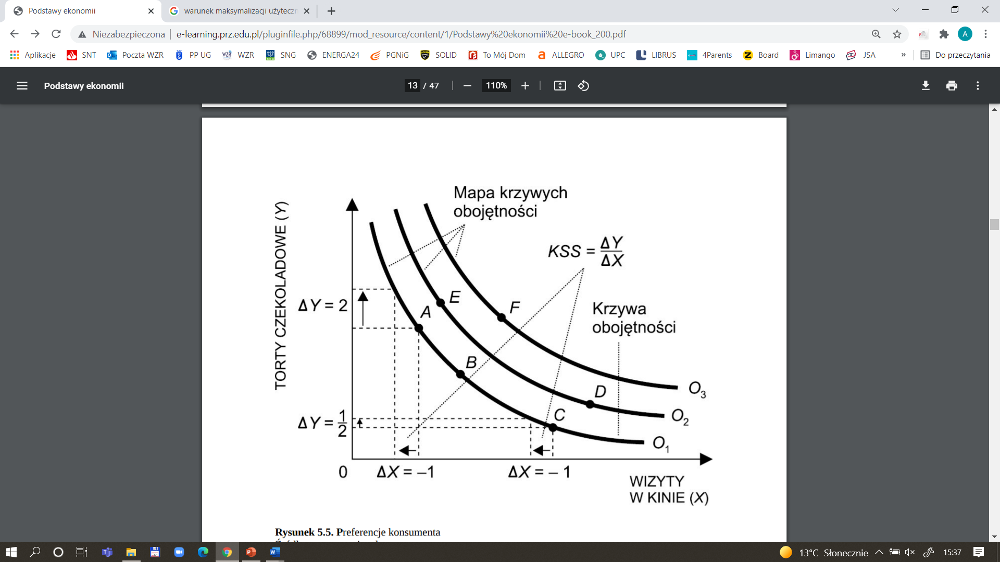 Podstawy ekonomii
warunek maksymalizacji użyteczn
Niezabezpieczona | e-learning.prz.edu.pl/pluginfile.php/68899/mod_resource/content/1/Podstawy%20ekonomii%20e-book_200.pdf
A
Aplikacje SNT Poczta WZR PP UG WZR SNG ENERGA24 PGNiG SOLID To Mój Dom ALLEGRO UPC LIBRUS 4Parents Board Limango JSA » Do przeczytania
Podstawy ekonomii 13 / 47 110%
Mapa krzywych
obojętności
TORTY CZEKOLADOWE (Y)
KSS = ΔY/ΔX
ΔY = 2
A
E
F
Krzywa
obojętności
B
D
C
O3
O2
O1
ΔY = 1/2
0
ΔX = –1
ΔX = – 1
WIZYTY
W KINIE (X)
Rysunek 5.5. Preferencje konsumenta
13°C Słonecznie 15:37